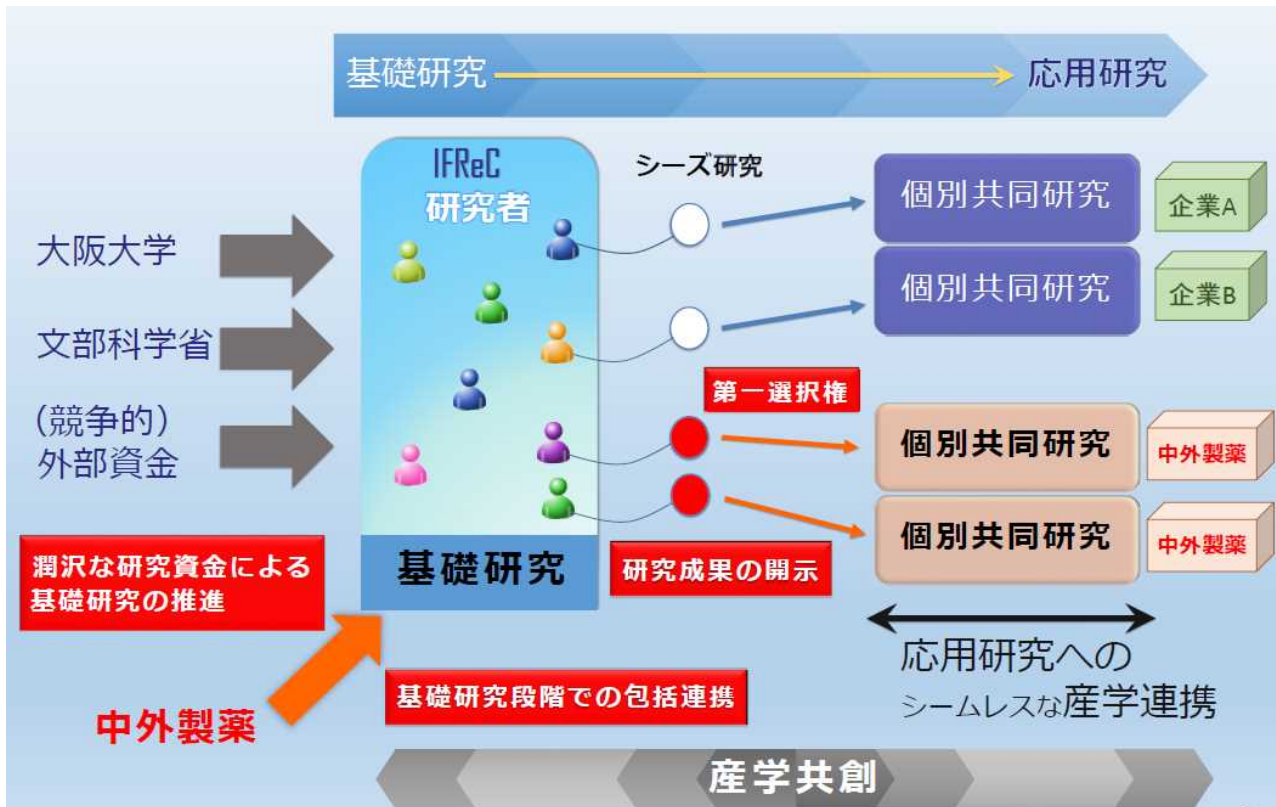 基礎研究
応用研究
IFReC
研究者
シーズ研究
個別共同研究
企業A
個別共同研究
企業B
大阪大学
文部科学省
(競争的)
外部資金
第一選択権
個別共同研究
中外製薬
個別共同研究
中外製薬
基礎研究
研究成果の開示
潤沢な研究資金による
基礎研究の推進
中外製薬
基礎研究段階での包括連携
応用研究への
シームレスな産学連携
産学共創